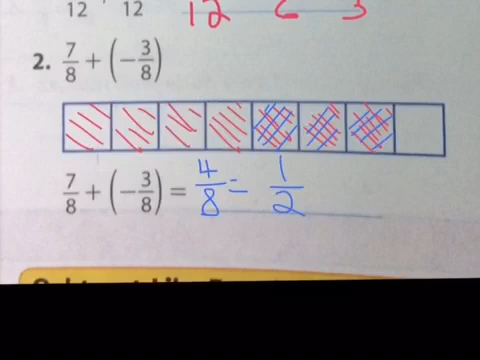 12 12 12 6 3
2. 7/8 + (-3/8)
7/8 + (-3/8) = 4/8 = 1/2